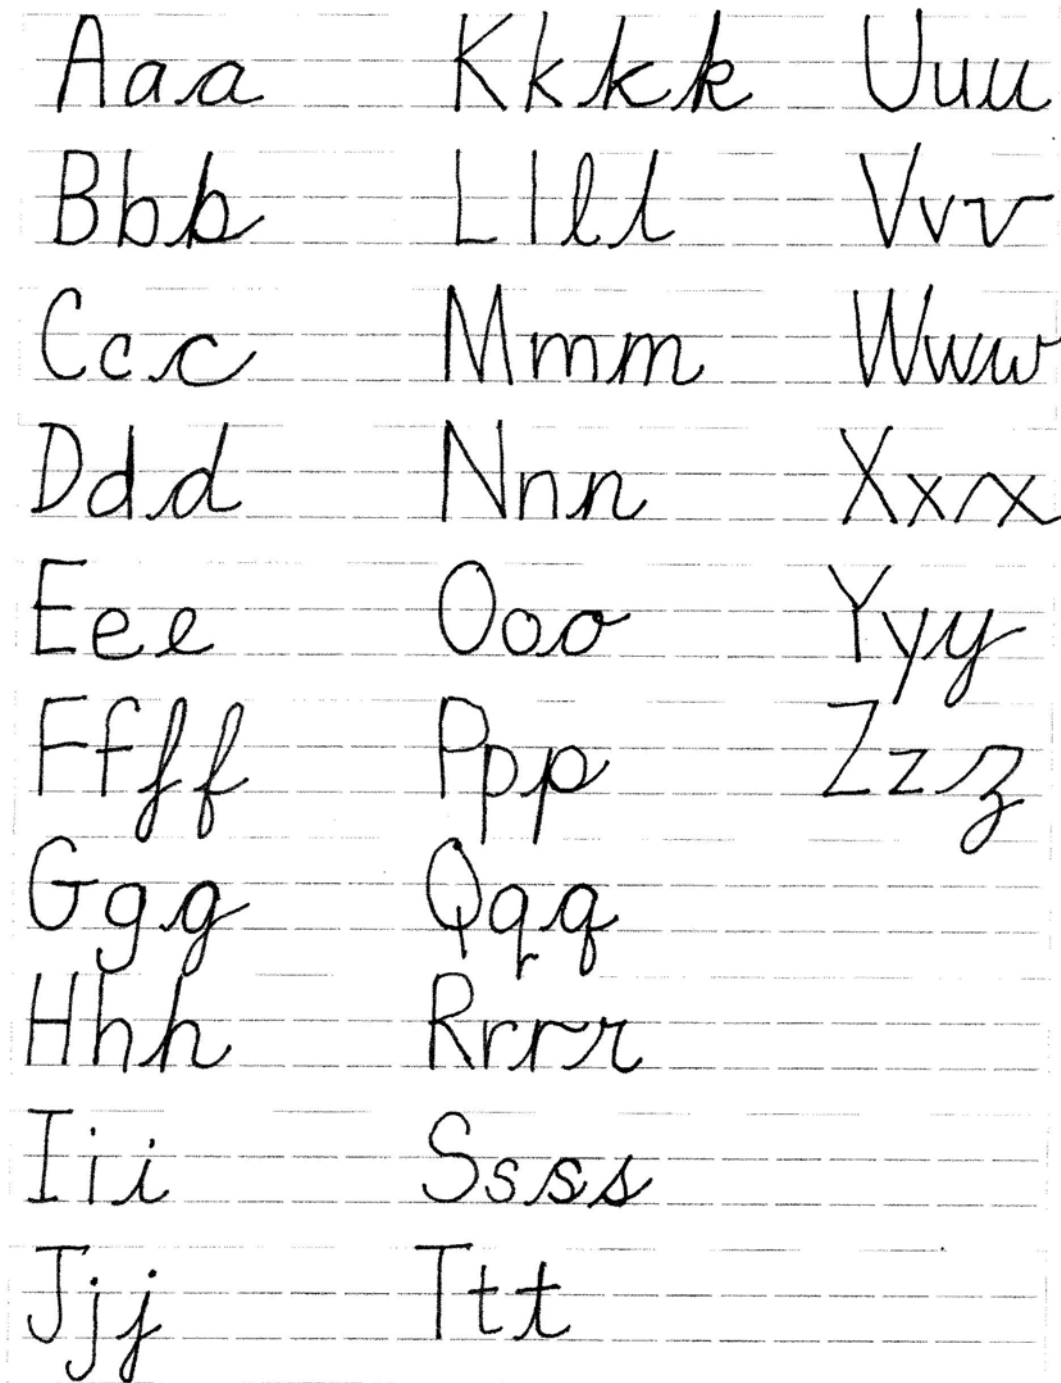 Aaa Kkkk Uuu
Bbb Llll Vvv
Ccc Mmm Www
Ddd Nnn Xxx
Eee Ooo Yyy
Ffff Ppp Zzz
Ggg Qqq
Hhh Rrrr
Iii Ssss
Jjj Ttt